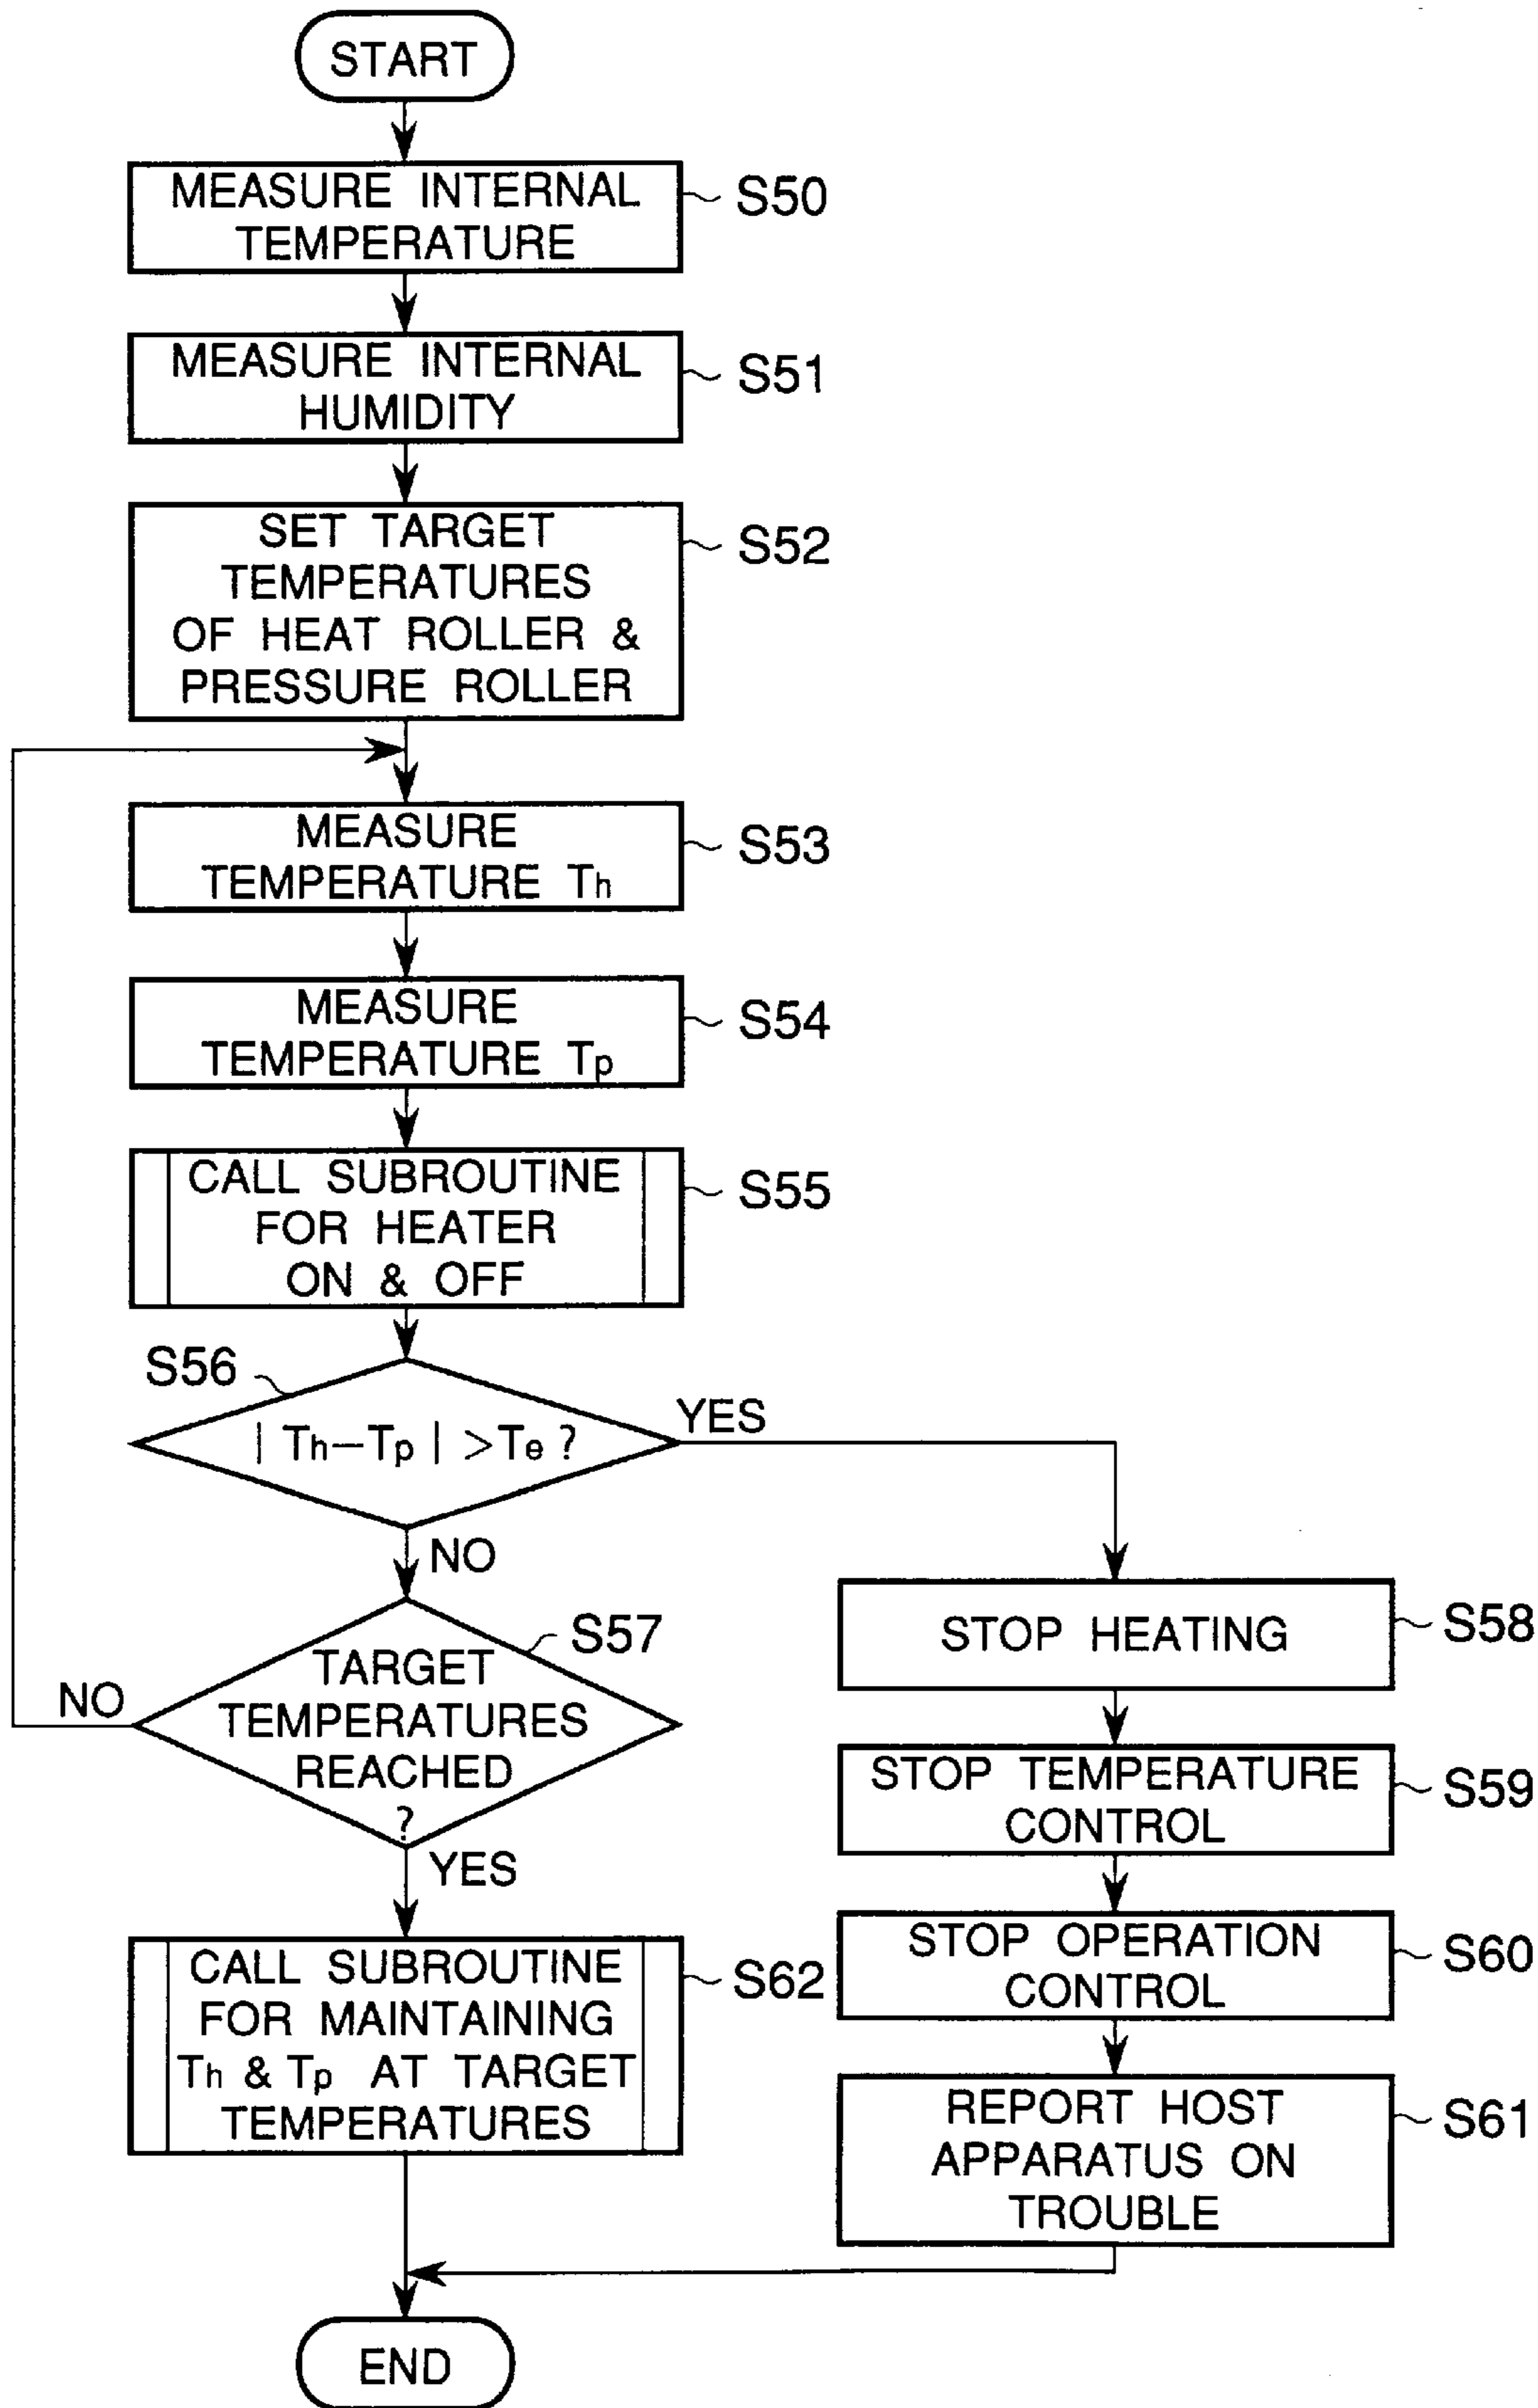 START
MEASURE INTERNAL
TEMPERATURE
S50
MEASURE INTERNAL
HUMIDITY
S51
SET TARGET
TEMPERATURES
OF HEAT ROLLER &
PRESSURE ROLLER
S52
MEASURE
TEMPERATURE Th
S53
MEASURE
TEMPERATURE Tp
S54
CALL SUBROUTINE
FOR HEATER
ON & OFF
S55
S56
| Th—Tp | >Te ?
YES
NO
S57
TARGET
TEMPERATURES
REACHED
?
NO
YES
CALL SUBROUTINE
FOR MAINTAINING
Th & Tp AT TARGET
TEMPERATURES
S62
STOP HEATING
S58
STOP TEMPERATURE
CONTROL
S59
STOP OPERATION
CONTROL
S60
REPORT HOST
APPARATUS ON
TROUBLE
S61
END